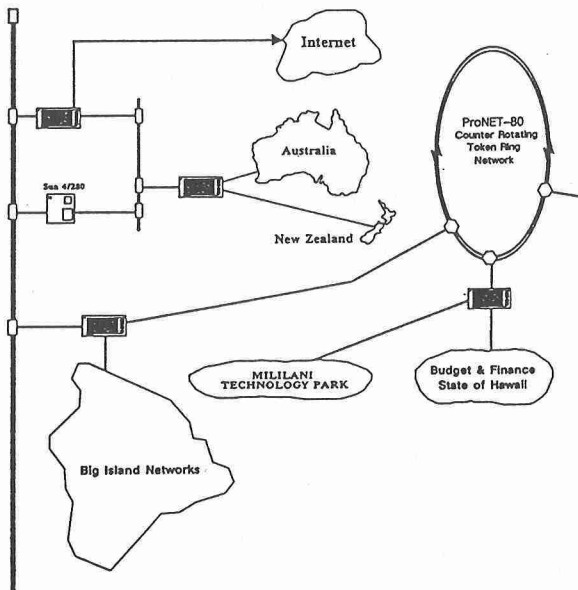 Internet
ProNET-80
Counter Rotating
Token Ring
Network
Australia
Sun 4/280
New Zealand
MILILANI
TECHNOLOGY PARK
Budget & Finance
State of Hawaii
Big Island Networks